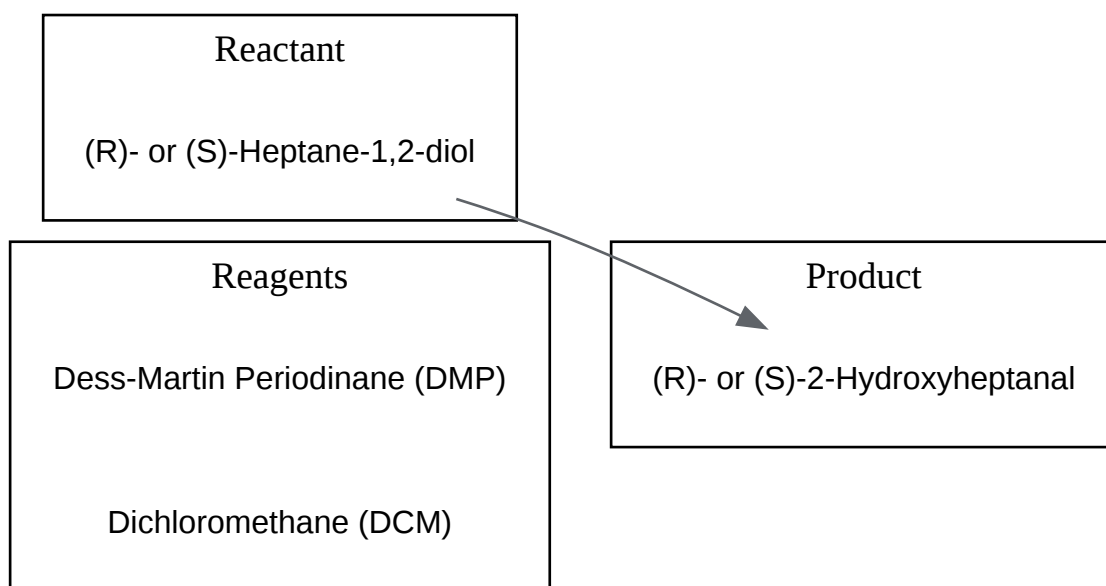 Reactant
(R)- or (S)-Heptane-1,2-diol
Reagents
Dess-Martin Periodinane (DMP)
Dichloromethane (DCM)
Product
(R)- or (S)-2-Hydroxyheptanal